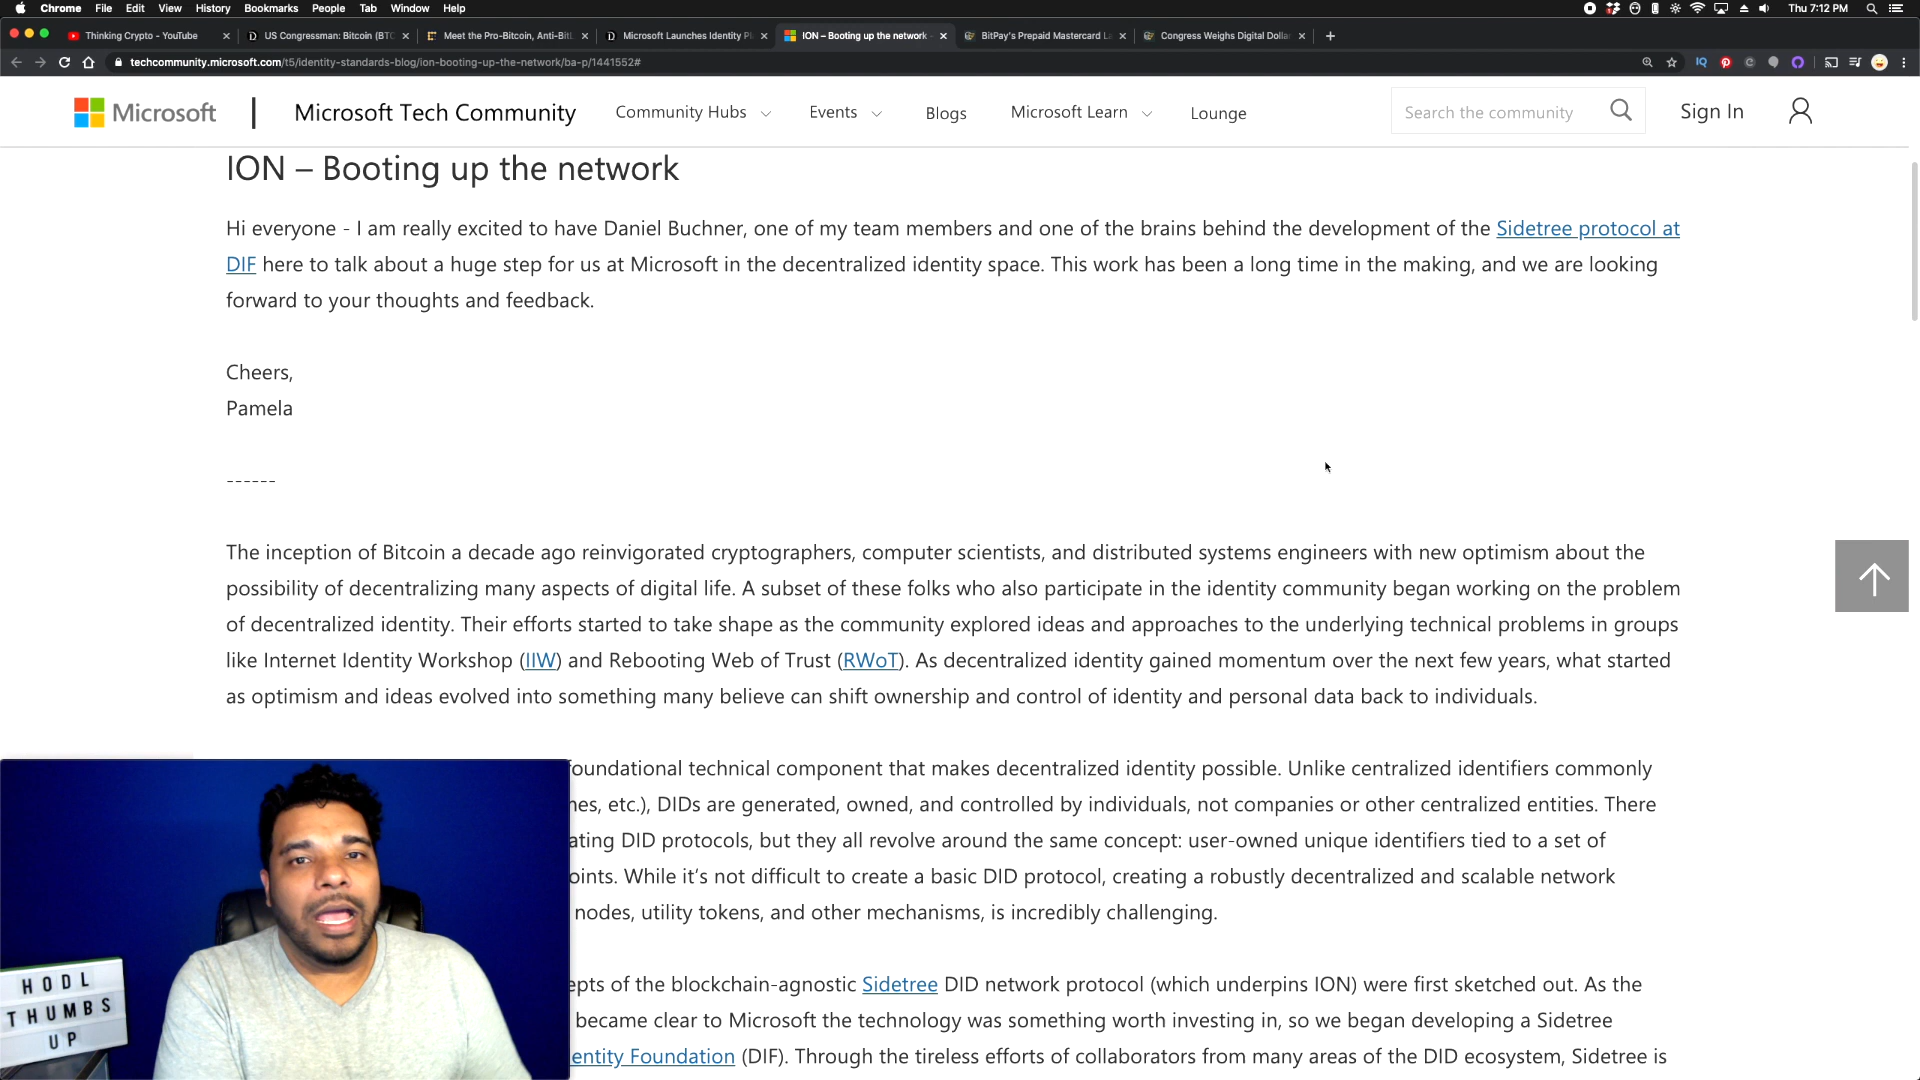 Chrome File Edit View History Bookmarks People Tab Window Help Thu 7:12 PM
Thinking Crypto - YouTube US Congressman: Bitcoin (BTC Meet the Pro-Bitcoin, Anti-Bit Microsoft Launches Identity ION – Booting up the network BitPay's Prepaid Mastercard Congress Weighs Digital Dollar
techcommunity.microsoft.com/t5/identity-standards-blog/ion-booting-up-the-network/ba-p/1441552#
Microsoft Microsoft Tech Community Community Hubs Events Blogs Microsoft Learn Lounge Search the community Sign In
ION – Booting up the network
Hi everyone - I am really excited to have Daniel Buchner, one of my team members and one of the brains behind the development of the Sidetree protocol at
DIF here to talk about a huge step for us at Microsoft in the decentralized identity space. This work has been a long time in the making, and we are looking
forward to your thoughts and feedback.
Cheers,
Pamela
------
The inception of Bitcoin a decade ago reinvigorated cryptographers, computer scientists, and distributed systems engineers with new optimism about the
possibility of decentralizing many aspects of digital life. A subset of these folks who also participate in the identity community began working on the problem
of decentralized identity. Their efforts started to take shape as the community explored ideas and approaches to the underlying technical problems in groups
like Internet Identity Workshop (IIW) and Rebooting Web of Trust (RWoT). As decentralized identity gained momentum over the next few years, what started
as optimism and ideas evolved into something many believe can shift ownership and control of identity and personal data back to individuals.
foundational technical component that makes decentralized identity possible. Unlike centralized identifiers commonly
nes, etc.), DIDs are generated, owned, and controlled by individuals, not companies or other centralized entities. There
ating DID protocols, but they all revolve around the same concept: user-owned unique identifiers tied to a set of
oints. While it's not difficult to create a basic DID protocol, creating a robustly decentralized and scalable network
nodes, utility tokens, and other mechanisms, is incredibly challenging.
epts of the blockchain-agnostic Sidetree DID network protocol (which underpins ION) were first sketched out. As the
became clear to Microsoft the technology was something worth investing in, so we began developing a Sidetree
entity Foundation (DIF). Through the tireless efforts of collaborators from many areas of the DID ecosystem, Sidetree is
HODL
THUMBS
UP